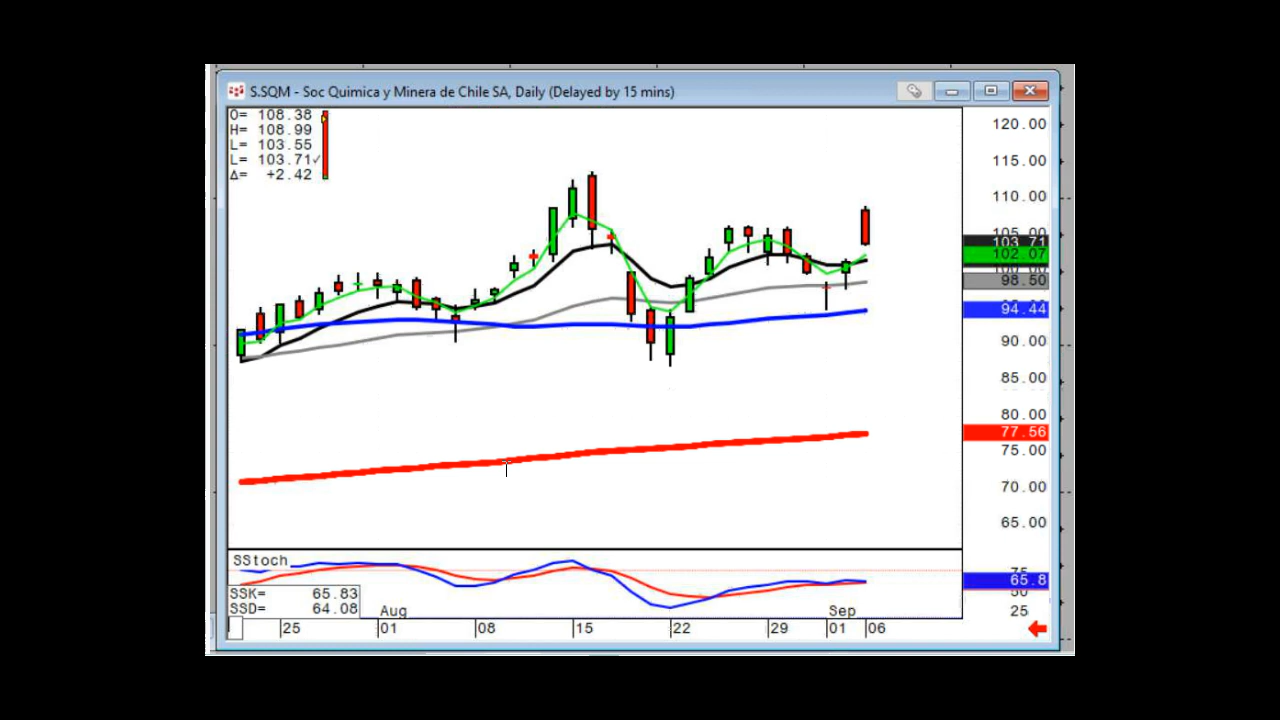 S.SQM - Soc Quimica y Minera de Chile SA, Daily (Delayed by 15 mins)
O= 108.38
H= 108.99
L= 103.55
L= 103.71✓
Δ= +2.42
120.00
115.00
110.00
105.00
103.71
102.07
98.50
94.44
90.00
85.00
80.00
77.56
75.00
70.00
65.00
SStoch
75
65.8
50
25
SSK= 65.83
SSD= 64.08
Aug
Sep
25
01
08
15
22
29
01
06